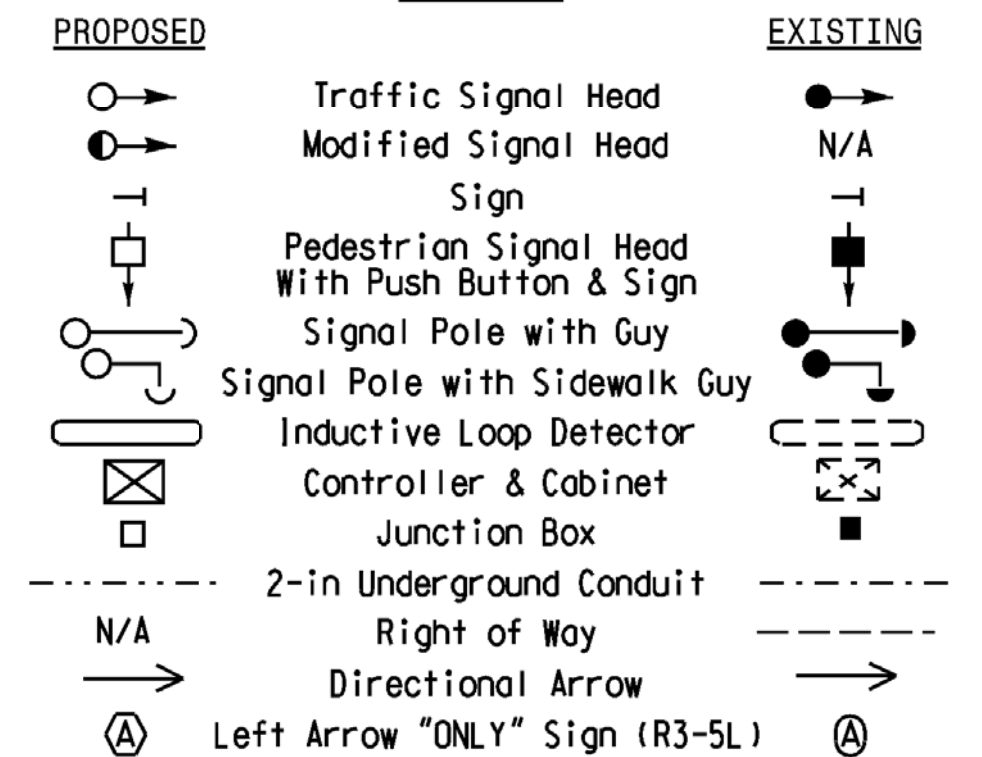 PROPOSED EXISTING
Traffic Signal Head
Modified Signal Head N/A
Sign
Pedestrian Signal Head
With Push Button & Sign
Signal Pole with Guy
Signal Pole with Sidewalk Guy
Inductive Loop Detector
Controller & Cabinet
Junction Box
2-in Underground Conduit
N/A Right of Way
Directional Arrow
A Left Arrow "ONLY" Sign (R3-5L) A